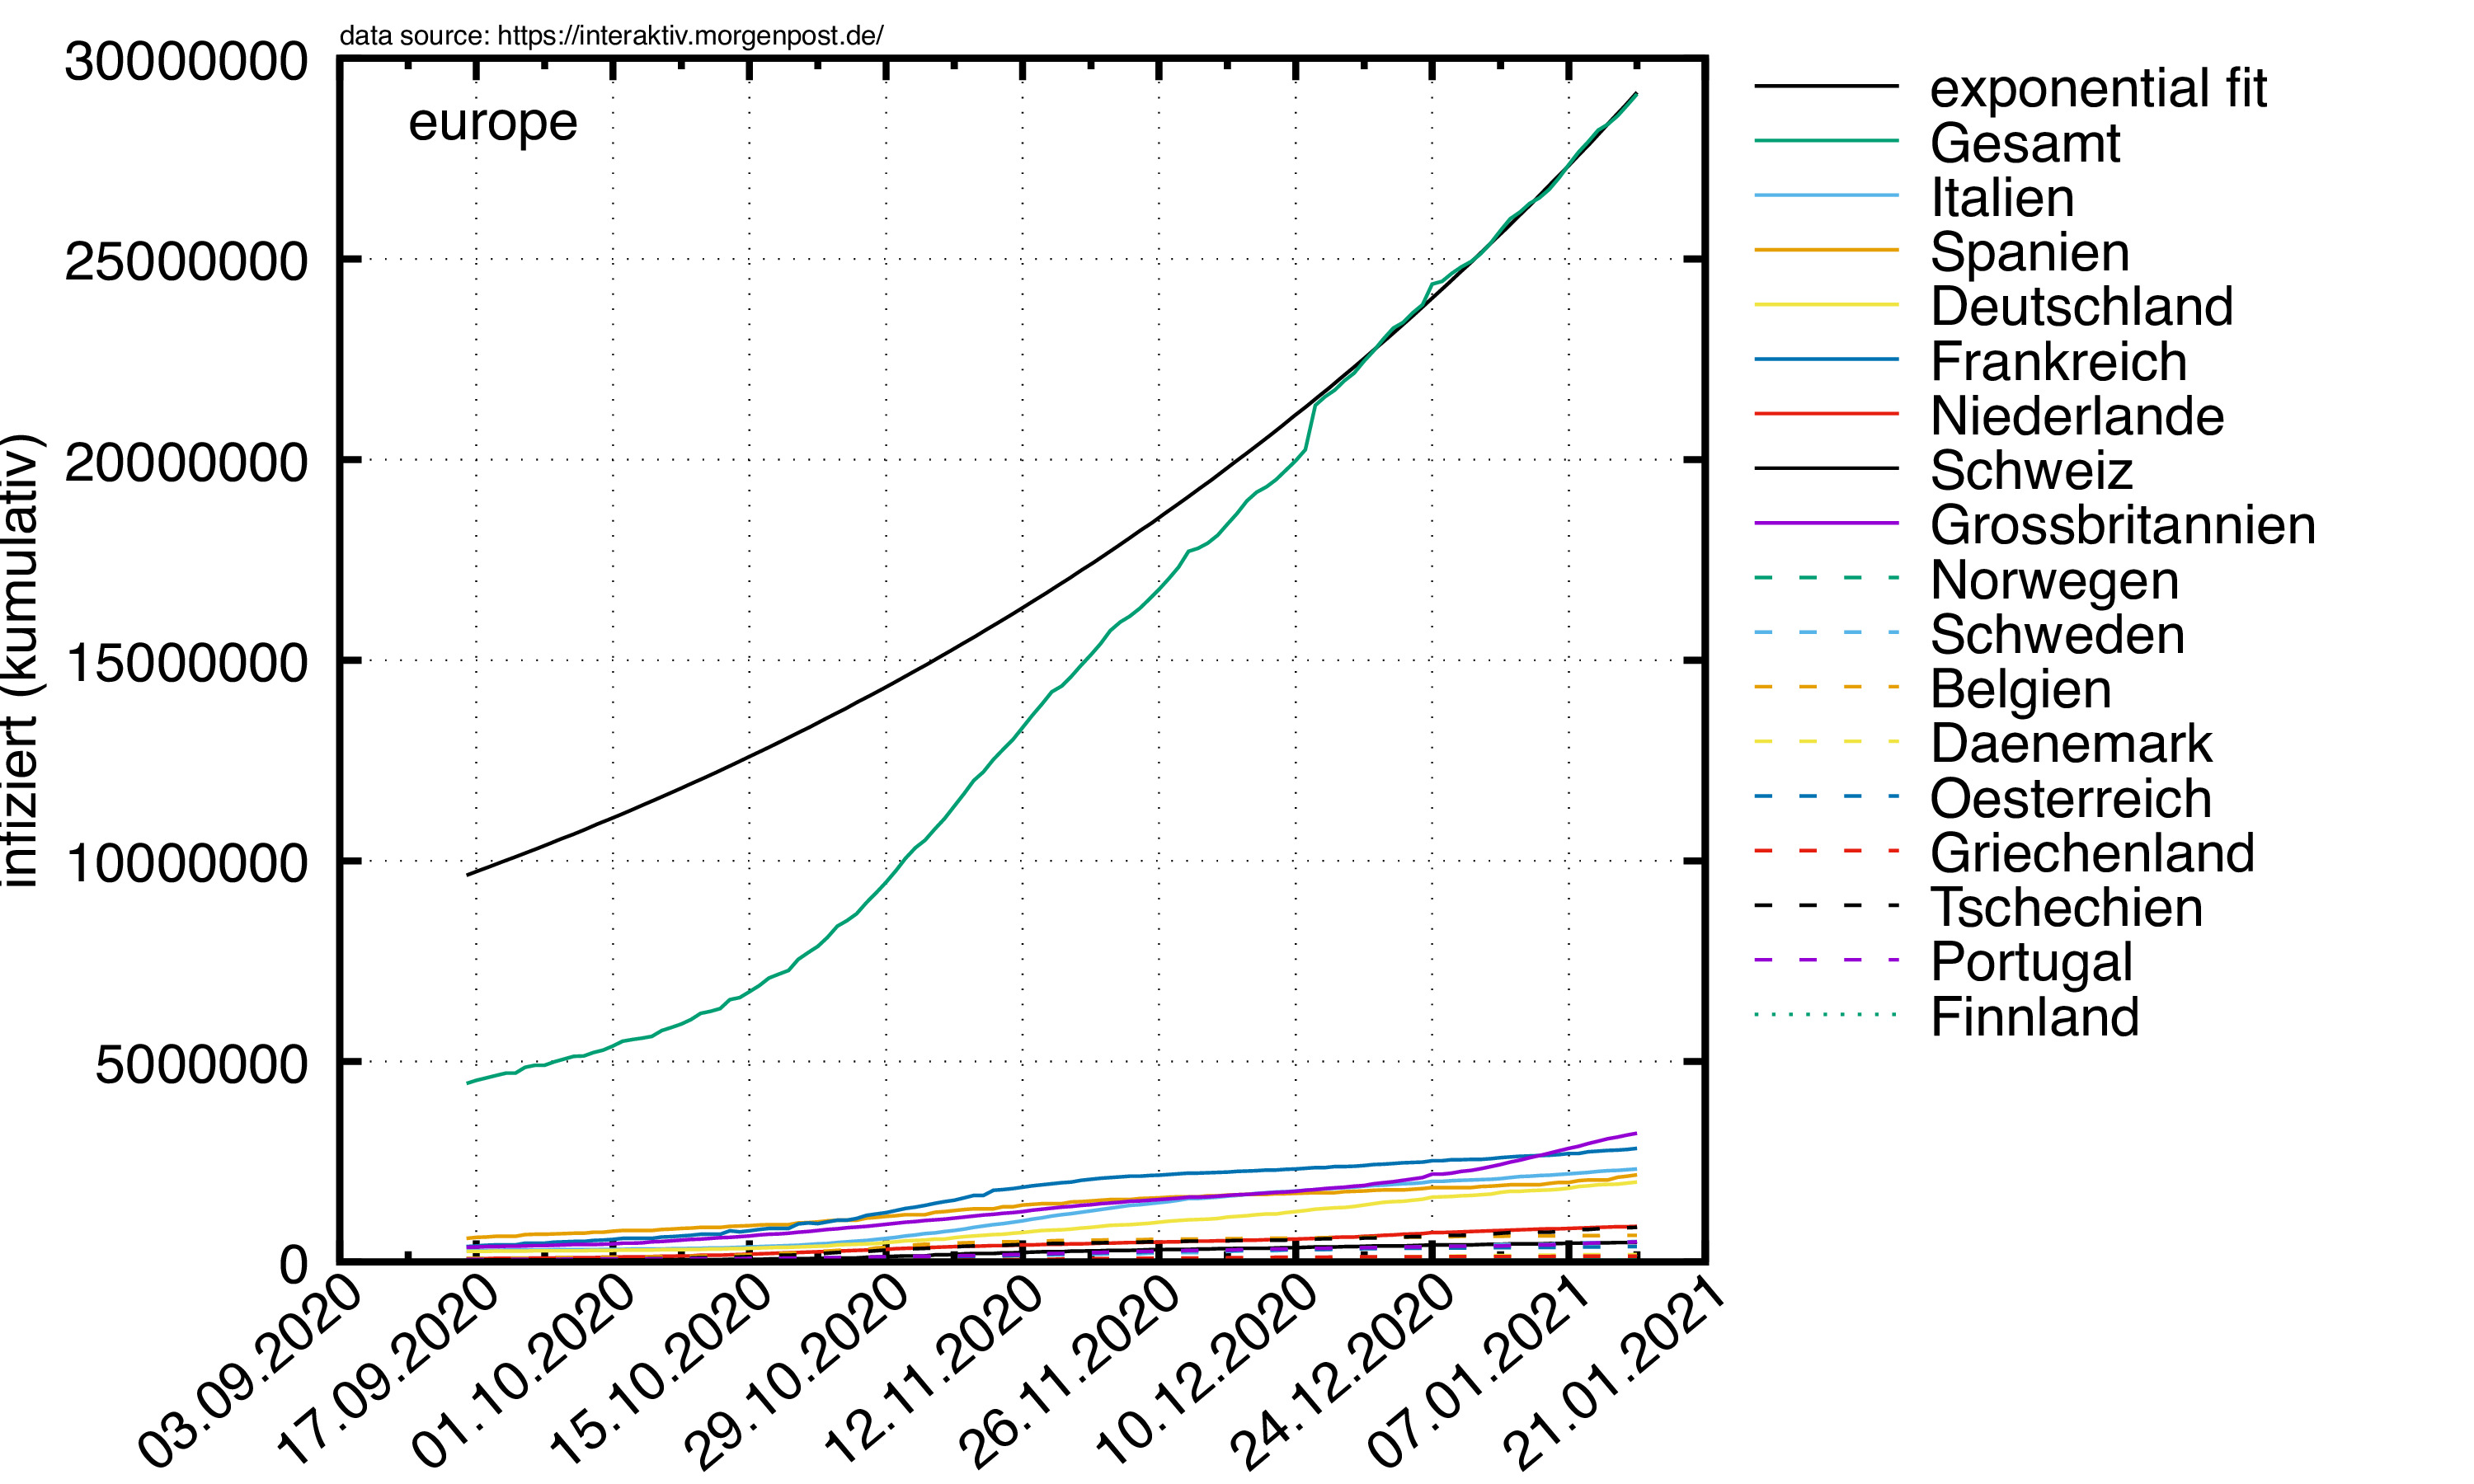 data source: https://interaktiv.morgenpost.de/
europe
infiziert (kumulativ)
30000000
25000000
20000000
15000000
10000000
5000000
0
03.09.2020
17.09.2020
01.10.2020
15.10.2020
29.10.2020
12.11.2020
26.11.2020
10.12.2020
24.12.2020
07.01.2021
21.01.2021
exponential fit
Gesamt
Italien
Spanien
Deutschland
Frankreich
Niederlande
Schweiz
Grossbritannien
Norwegen
Schweden
Belgien
Daenemark
Oesterreich
Griechenland
Tschechien
Portugal
Finnland